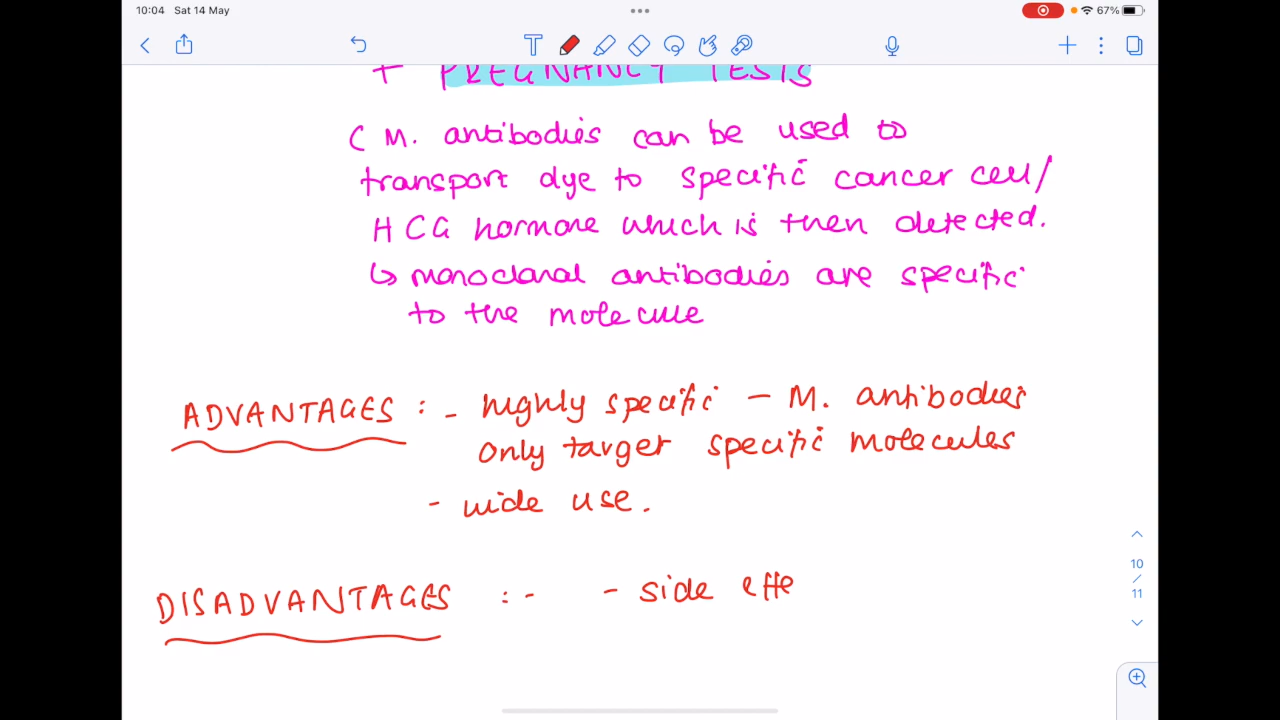 10:04 Sat 14 May
67%
+ PREGNANCY TESTS
( M. antibodies can be used to
transport dye to specific cancer cell/
HCG hormone which is then detected.
↳ monoclonal antibodies are specific
to the molecule
ADVANTAGES : - highly specific - M. antibodies
only target specific molecules
- wide use.
DISADVANTAGES :- - side effe
10
/
11